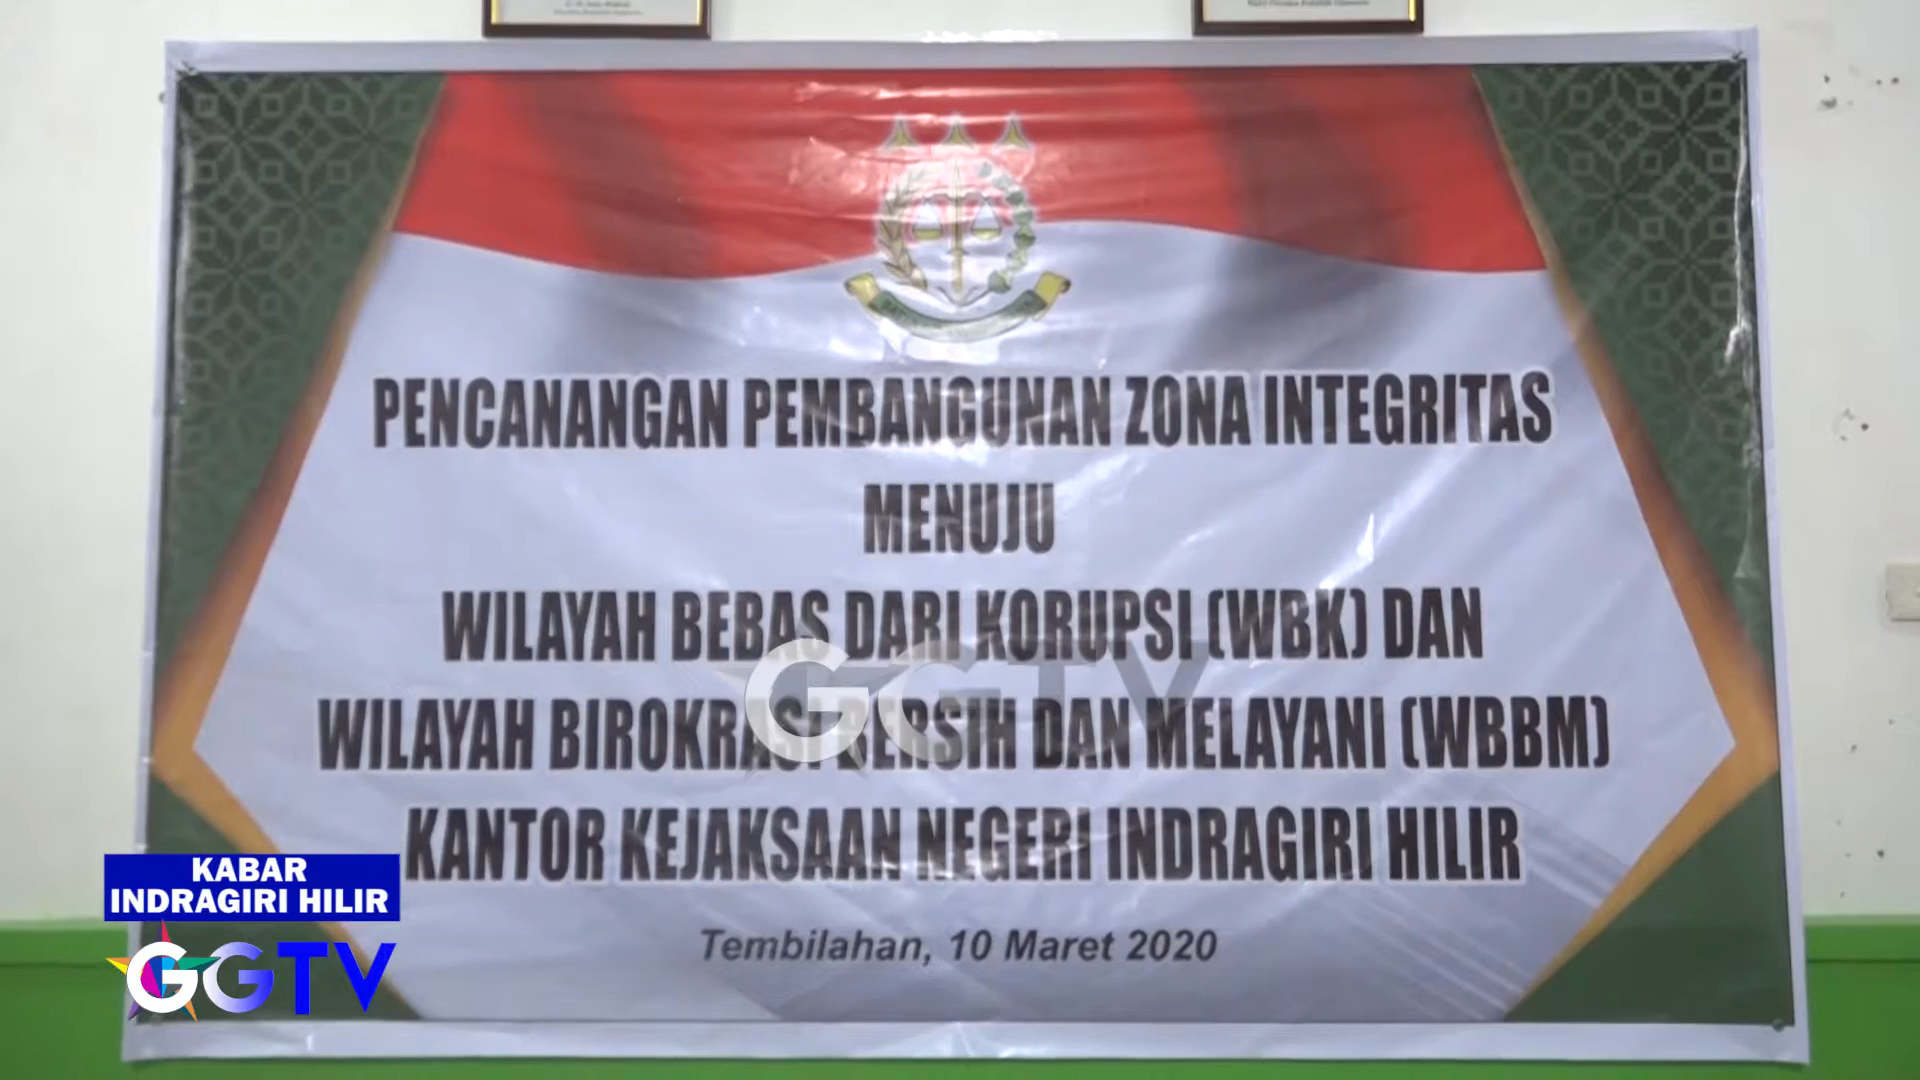 PENCANANGAN PEMBANGUNAN ZONA INTEGRITAS
MENUJU
WILAYAH BEBAS DARI KORUPSI (WBK) DAN
WILAYAH BIROKRASI BERSIH DAN MELAYANI (WBBM)
KANTOR KEJAKSAAN NEGERI INDRAGIRI HILIR
Tembilahan, 10 Maret 2020
GGTV
KABAR
INDRAGIRI HILIR
GGTV